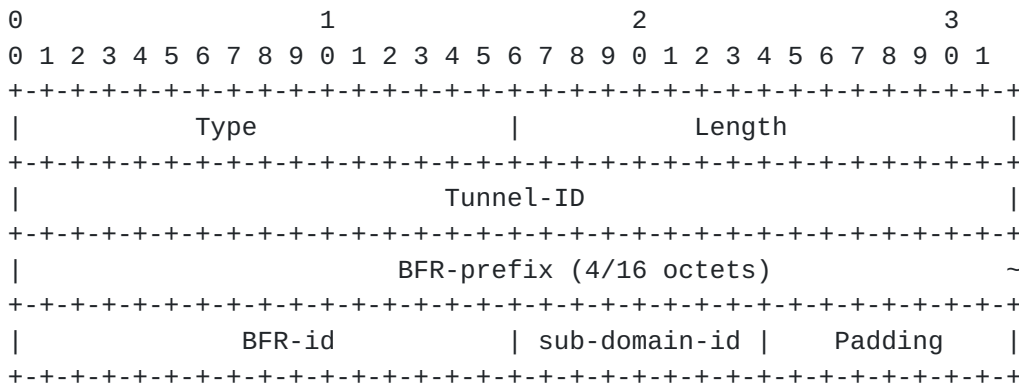 0                   1                   2                   3
0 1 2 3 4 5 6 7 8 9 0 1 2 3 4 5 6 7 8 9 0 1 2 3 4 5 6 7 8 9 0 1
+-+-+-+-+-+-+-+-+-+-+-+-+-+-+-+-+-+-+-+-+-+-+-+-+-+-+-+-+-+-+-+-+
|           Type                |           Length              |
+-+-+-+-+-+-+-+-+-+-+-+-+-+-+-+-+-+-+-+-+-+-+-+-+-+-+-+-+-+-+-+-+
|                           Tunnel-ID                           |
+-+-+-+-+-+-+-+-+-+-+-+-+-+-+-+-+-+-+-+-+-+-+-+-+-+-+-+-+-+-+-+-+
|                        BFR-prefix (4/16 octets)               ~
+-+-+-+-+-+-+-+-+-+-+-+-+-+-+-+-+-+-+-+-+-+-+-+-+-+-+-+-+-+-+-+-+
|              BFR-id           | sub-domain-id |    Padding    |
+-+-+-+-+-+-+-+-+-+-+-+-+-+-+-+-+-+-+-+-+-+-+-+-+-+-+-+-+-+-+-+-+